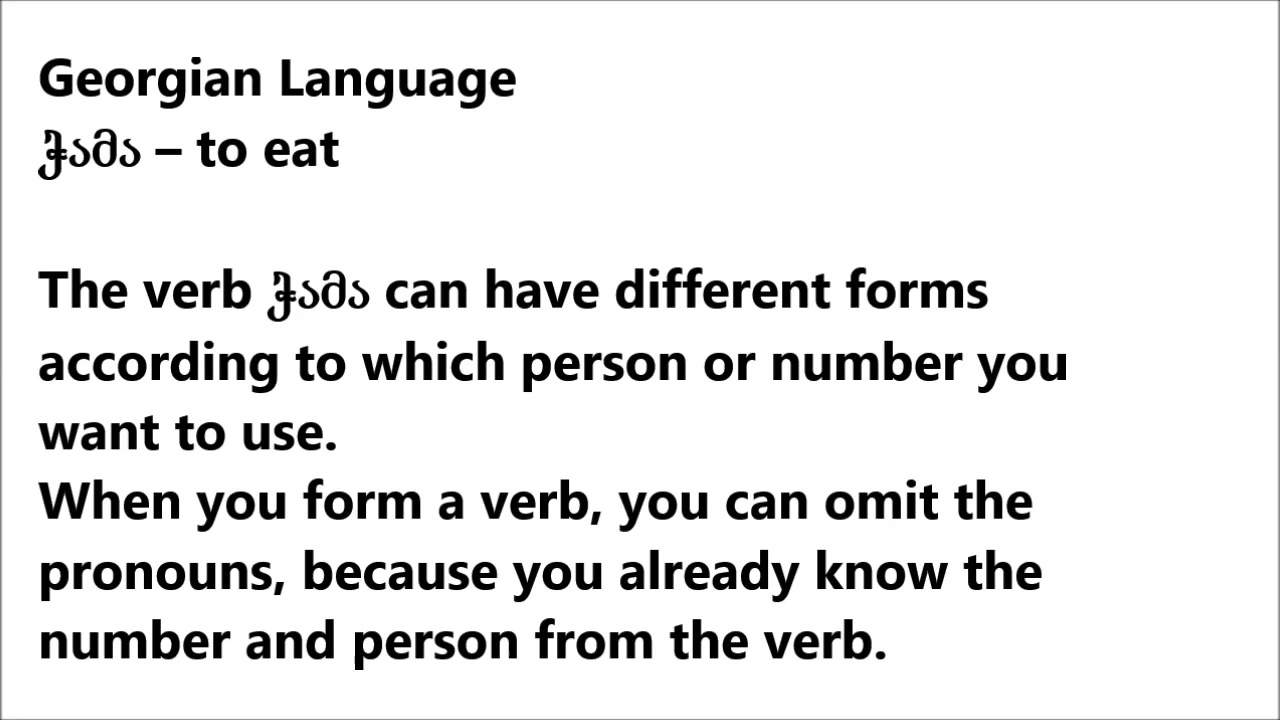 Georgian Language
ჭამა – to eat
The verb ჭამა can have different forms
according to which person or number you
want to use.
When you form a verb, you can omit the
pronouns, because you already know the
number and person from the verb.